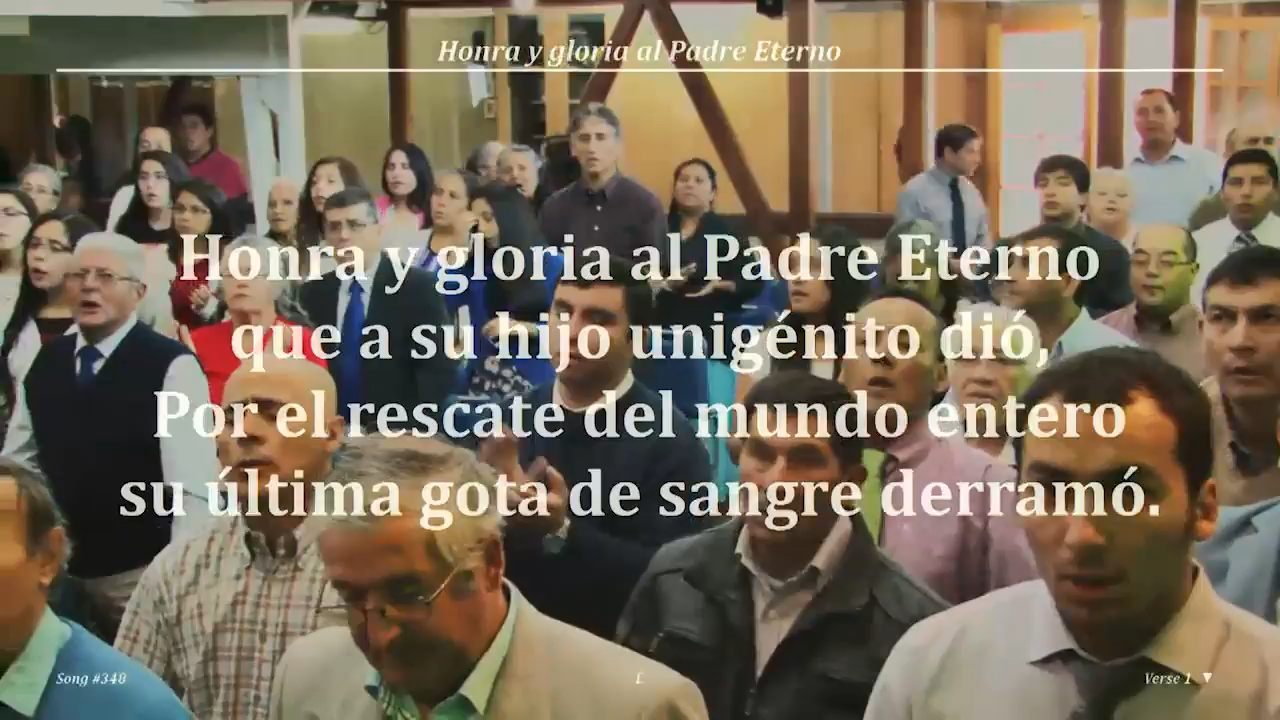 Honra y gloria al Padre Eterno
Honra y gloria al Padre Eterno
que a su hijo unigénito dió,
Por el rescate del mundo entero
su última gota de sangre derramó.
Song #348
E
Verse 1 ▼